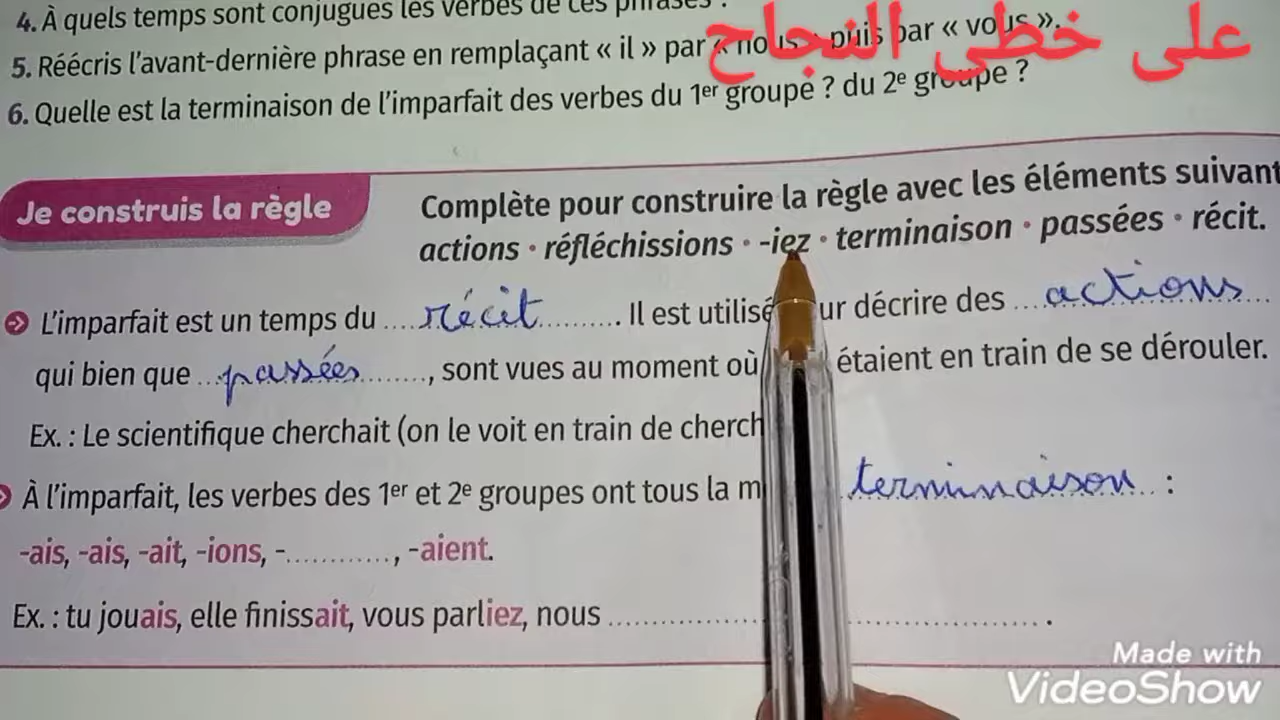 4. À quels temps sont conjugués les verbes de ces phrases ?
على خطى النجاح
5. Réécris l'avant-dernière phrase en remplaçant « il » par « nous » puis par « vous ».
6. Quelle est la terminaison de l'imparfait des verbes du 1er groupe ? du 2e groupe ?
Je construis la règle
Complète pour construire la règle avec les éléments suivant
actions · réfléchissions · -iez · terminaison · passées · récit.
L'imparfait est un temps du ....récit.......... . Il est utilisé ur décrire des ...actions...
qui bien que ...passées........, sont vues au moment où étaient en train de se dérouler.
Ex. : Le scientifique cherchait (on le voit en train de cherch
À l'imparfait, les verbes des 1er et 2e groupes ont tous la m terminaison... :
-ais, -ais, -ait, -ions, -............, -aient.
Ex. : tu jouais, elle finissait, vous parliez, nous ............................................ .
Made with
VideoShow